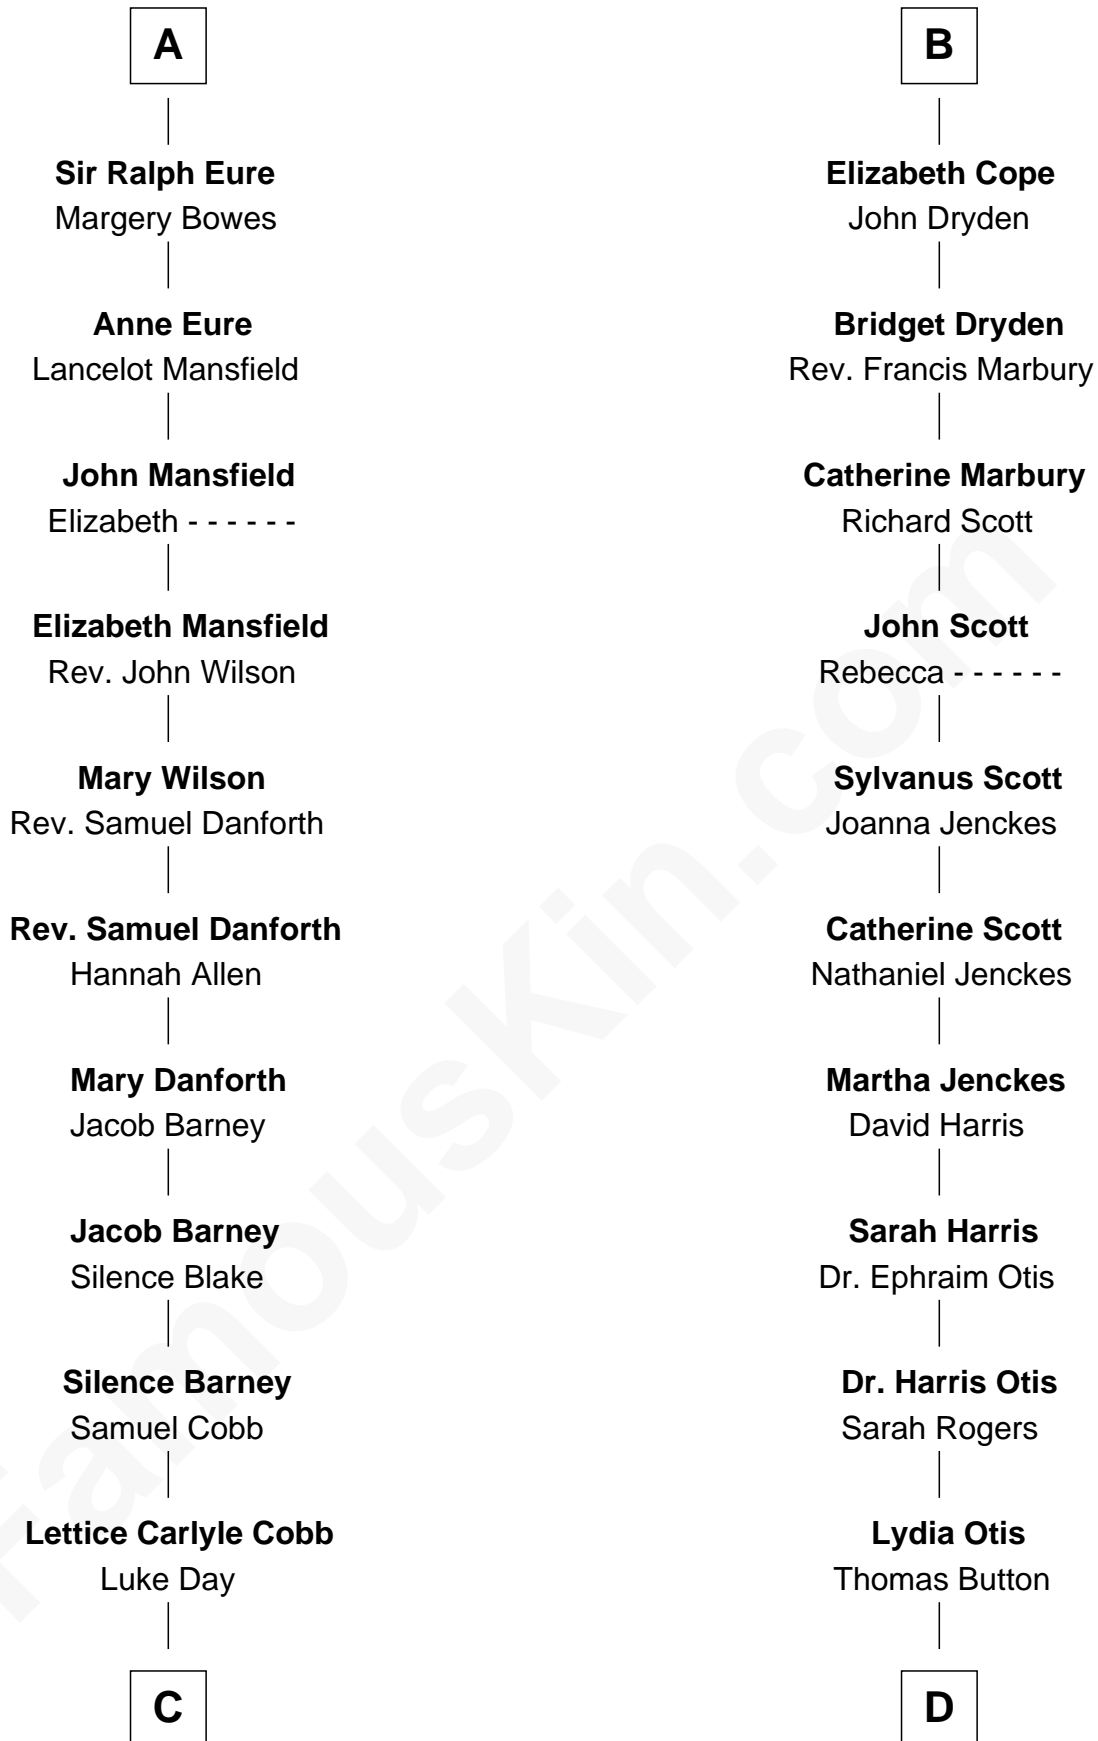 A
Sir Ralph Eure
Margery Bowes
Anne Eure
Lancelot Mansfield
John Mansfield
Elizabeth - - - - - -
Elizabeth Mansfield
Rev. John Wilson
Mary Wilson
Rev. Samuel Danforth
Rev. Samuel Danforth
Hannah Allen
Mary Danforth
Jacob Barney
Jacob Barney
Silence Blake
Silence Barney
Samuel Cobb
Lettice Carlyle Cobb
Luke Day
C
B
Elizabeth Cope
John Dryden
Bridget Dryden
Rev. Francis Marbury
Catherine Marbury
Richard Scott
John Scott
Rebecca - - - - - -
Sylvanus Scott
Joanna Jenckes
Catherine Scott
Nathaniel Jenckes
Martha Jenckes
David Harris
Sarah Harris
Dr. Ephraim Otis
Dr. Harris Otis
Sarah Rogers
Lydia Otis
Thomas Button
D
FamousKin.com